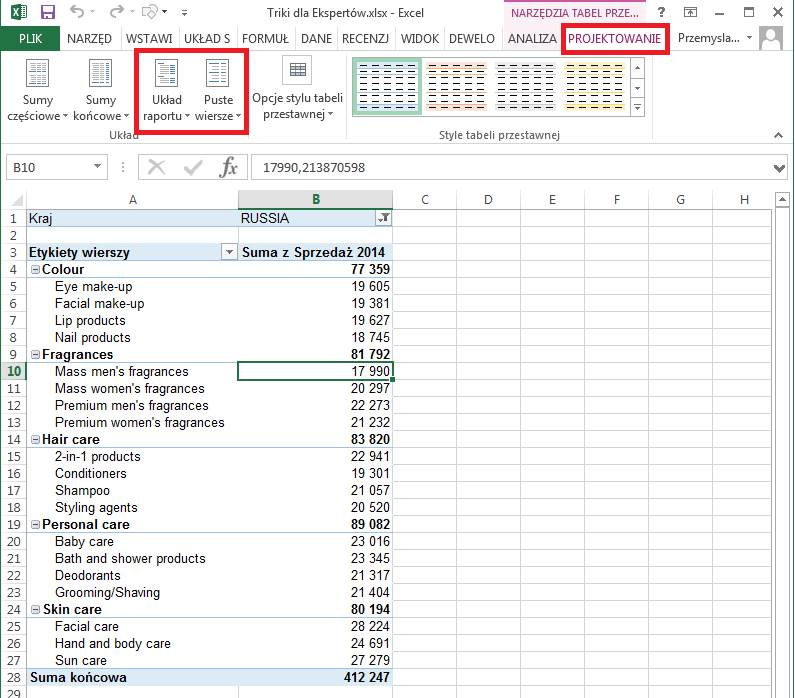 Triki dla Ekspertów.xlsx - Excel
NARZĘDZIA TABEL PRZE...
?
PLIK NARZĘD WSTAWI UKŁAD S FORMUŁ DANE RECENZJ WIDOK DEWELO ANALIZA PROJEKTOWANIE Przemysla...
Sumy częściowe
Sumy końcowe
Układ raportu
Puste wiersze
Opcje stylu tabeli przestawnej
Układ
Style tabeli przestawnej
B10 fx 17990,213870598
A B C D E F G H
1 Kraj RUSSIA
2
3 Etykiety wierszy Suma z Sprzedaż 2014
4 Colour 77 359
5 Eye make-up 19 605
6 Facial make-up 19 381
7 Lip products 19 627
8 Nail products 18 745
9 Fragrances 81 792
10 Mass men's fragrances 17 990
11 Mass women's fragrances 20 297
12 Premium men's fragrances 22 273
13 Premium women's fragrances 21 232
14 Hair care 83 820
15 2-in-1 products 22 941
16 Conditioners 19 301
17 Shampoo 21 057
18 Styling agents 20 520
19 Personal care 89 082
20 Baby care 23 016
21 Bath and shower products 23 345
22 Deodorants 21 317
23 Grooming/Shaving 21 404
24 Skin care 80 194
25 Facial care 28 224
26 Hand and body care 24 691
27 Sun care 27 279
28 Suma końcowa 412 247
29